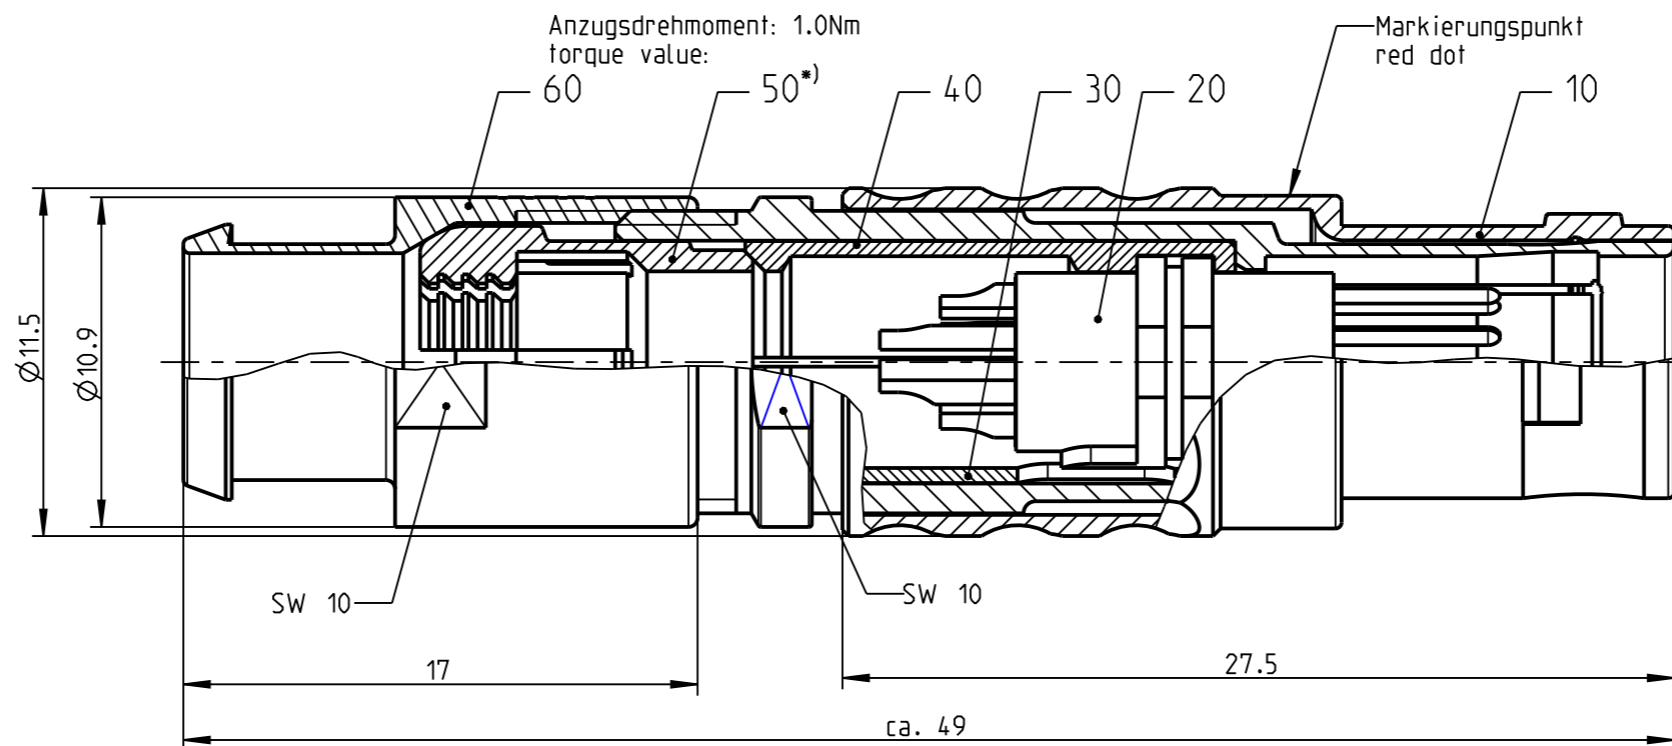 Anzugsdrehmoment: 1.0Nm
torque value:
Markierungspunkt
red dot
60
50*)
40
30
20
10
Ø11.5
Ø10.9
SW 10
SW 10
17
27.5
ca. 49